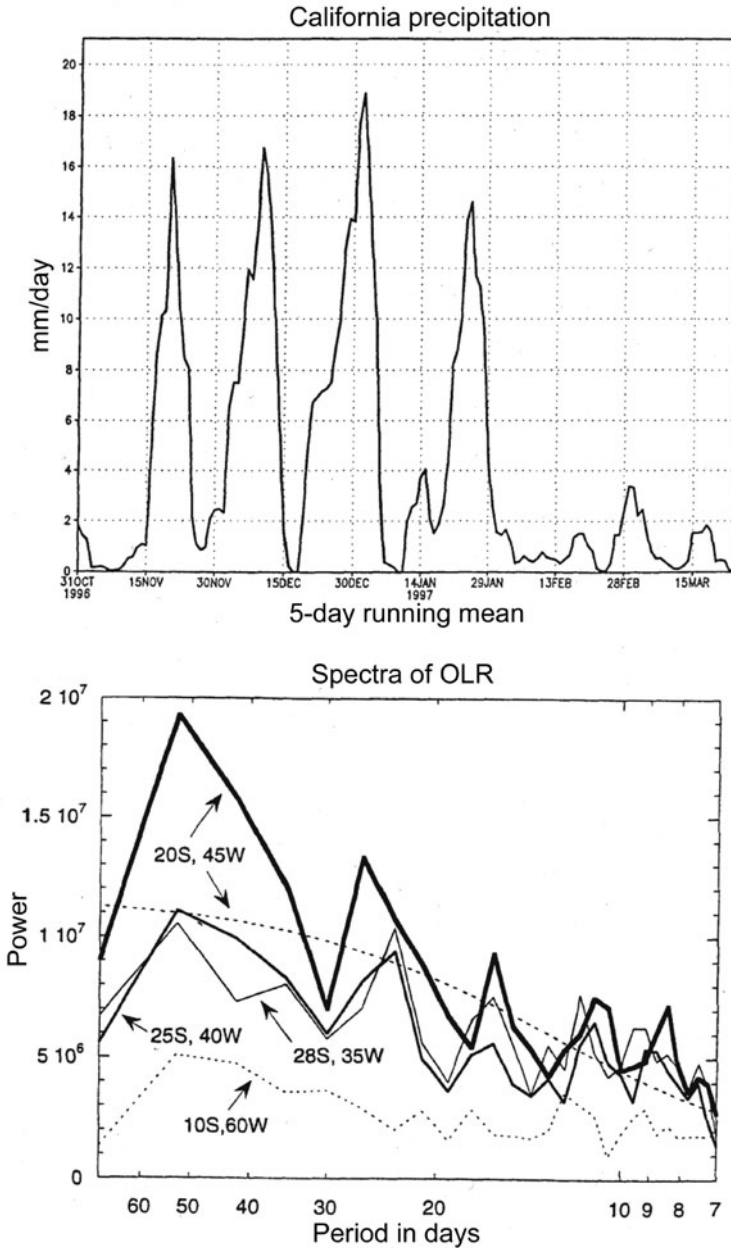 California precipitation
mm/day
20
18
16
14
12
10
8
6
4
2
0
31OCT 15NOV 30NOV 15DEC 30DEC 14JAN 29JAN 13FEB 28FEB 15MAR
1996 1997
5-day running mean
Spectra of OLR
Power
2 10⁷
1.5 10⁷
1 10⁷
5 10⁶
0
20S, 45W
25S, 40W
28S, 35W
10S,60W
60 50 40 30 20 10 9 8 7
Period in days